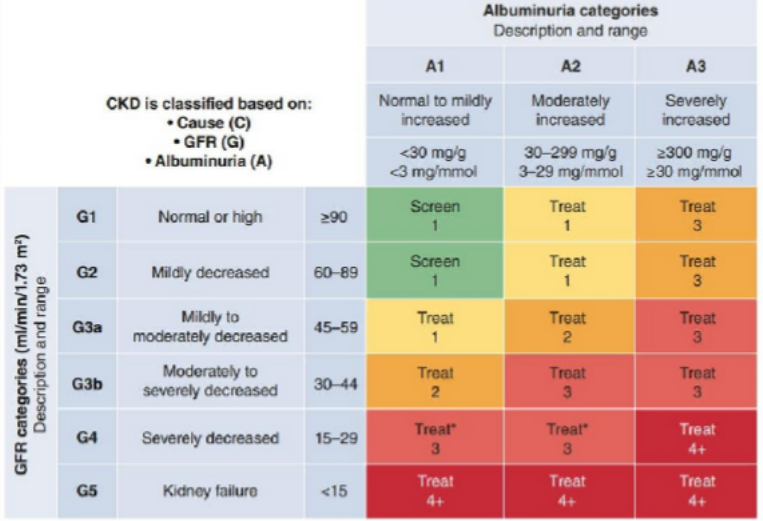 Albuminuria categories
Description and range
A1 A2 A3
CKD is classified based on:
• Cause (C)
• GFR (G)
• Albuminuria (A)
Normal to mildly increased
Moderately increased
Severely increased
<30 mg/g
<3 mg/mmol
30–299 mg/g
3–29 mg/mmol
≥300 mg/g
≥30 mg/mmol
GFR categories (ml/min/1.73 m²)
Description and range
G1 Normal or high ≥90 Screen 1 Treat 1 Treat 3
G2 Mildly decreased 60–89 Screen 1 Treat 1 Treat 3
G3a Mildly to moderately decreased 45–59 Treat 1 Treat 2 Treat 3
G3b Moderately to severely decreased 30–44 Treat 2 Treat 3 Treat 3
G4 Severely decreased 15–29 Treat* 3 Treat* 3 Treat 4+
G5 Kidney failure <15 Treat 4+ Treat 4+ Treat 4+